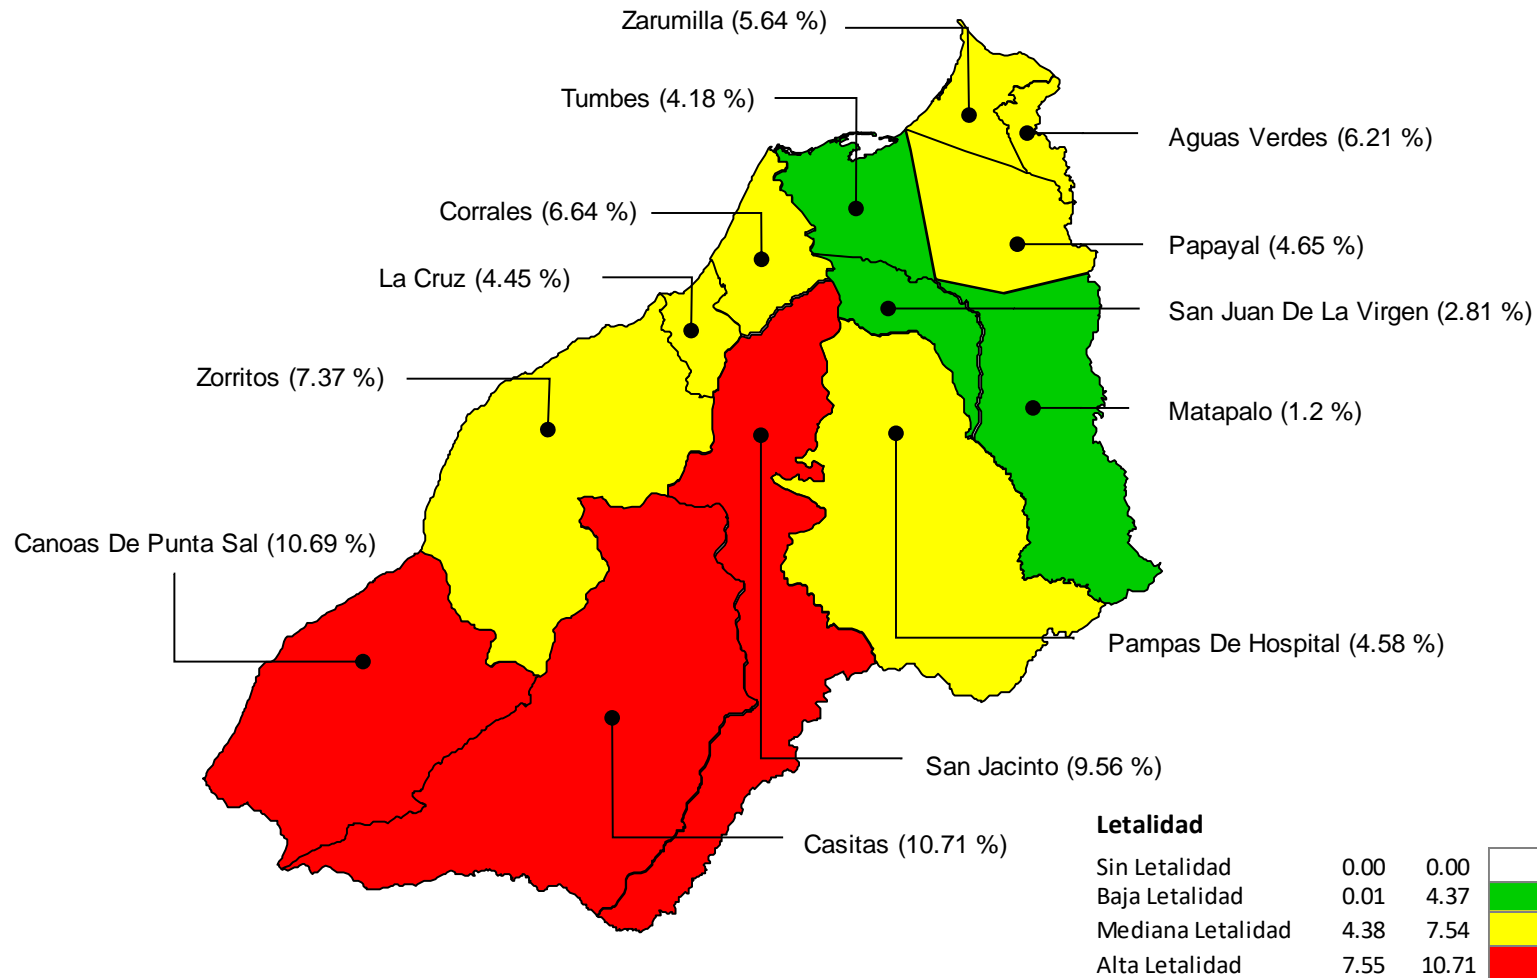 Zarumilla (5.64 %)
Tumbes (4.18 %)
Aguas Verdes (6.21 %)
Corrales (6.64 %)
Papayal (4.65 %)
La Cruz (4.45 %)
San Juan De La Virgen (2.81 %)
Zorritos (7.37 %)
Matapalo (1.2 %)
Canoas De Punta Sal (10.69 %)
Pampas De Hospital (4.58 %)
San Jacinto (9.56 %)
Casitas (10.71 %)
Letalidad
Sin Letalidad 0.00 0.00
Baja Letalidad 0.01 4.37
Mediana Letalidad 4.38 7.54
Alta Letalidad 7.55 10.71